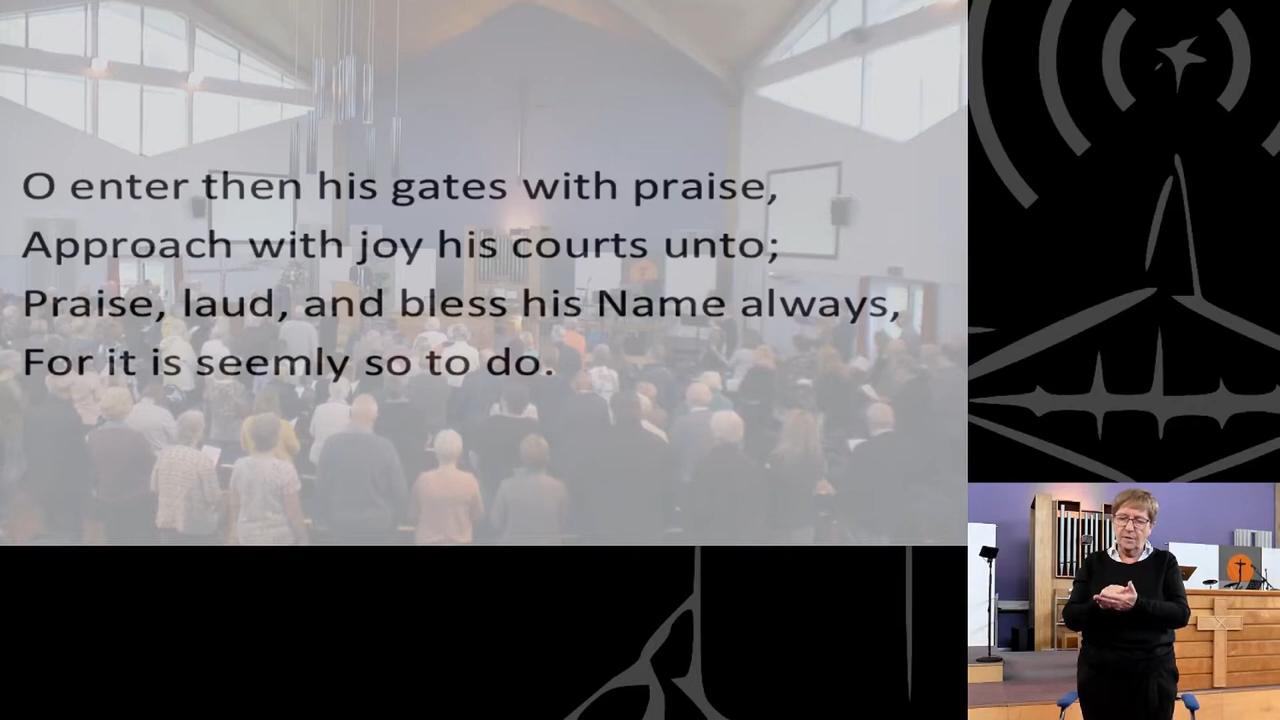 O enter then his gates with praise,
Approach with joy his courts unto;
Praise, laud, and bless his Name always,
For it is seemly so to do.